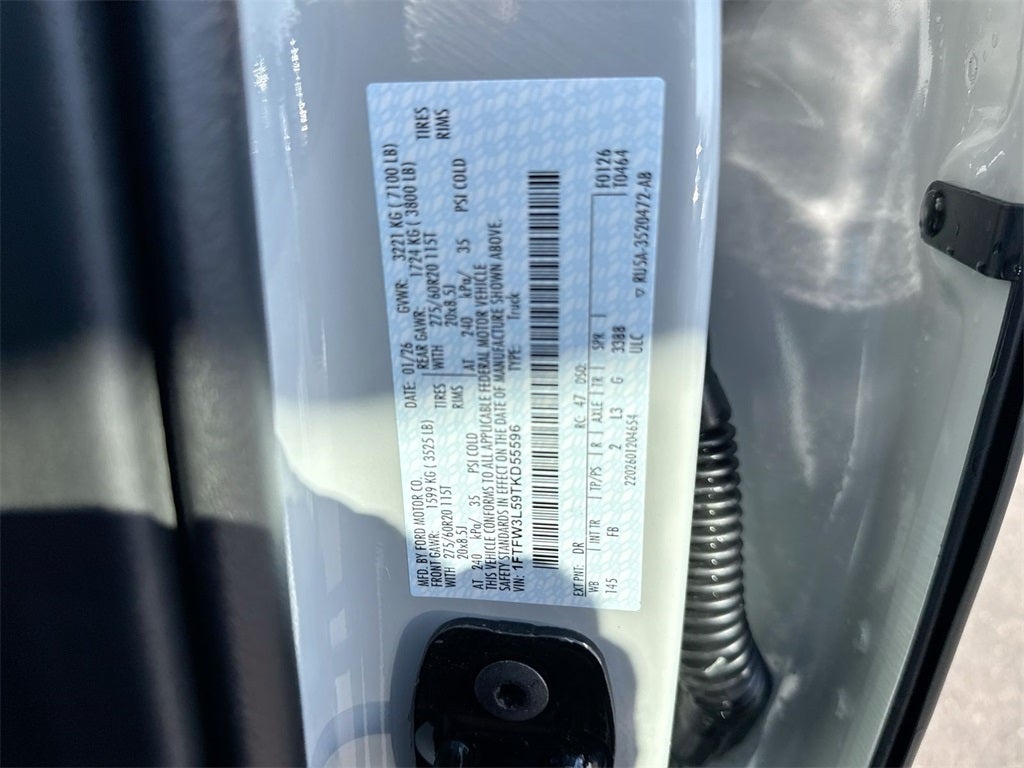 MFD. BY FORD MOTOR CO. DATE: 01/26 GVWR: 3221 KG ( 7100 LB)
FRONT GAWR: 1599 KG ( 3525 LB) REAR GAWR: 1724 KG ( 3800 LB)
WITH 275/60R20 115T TIRES WITH 275/60R20 115T TIRES
20x8.5J RIMS 20x8.5J RIMS
AT 240 kPa/ 35 PSI COLD AT 240 kPa/ 35 PSI COLD
THIS VEHICLE CONFORMS TO ALL APPLICABLE FEDERAL MOTOR VEHICLE
SAFETY STANDARDS IN EFFECT ON THE DATE OF MANUFACTURE SHOWN ABOVE.
VIN: 1FTFW3L59TKD55596 TYPE: Truck
EXT PNT: DR RC: 47 DSO: F0126
WB INT TR TP/PS R AXLE TR SPR T0464
145 FB 2 L3 G 3308
ULC
2202601204654 ▽ RU5A-3520472-AB